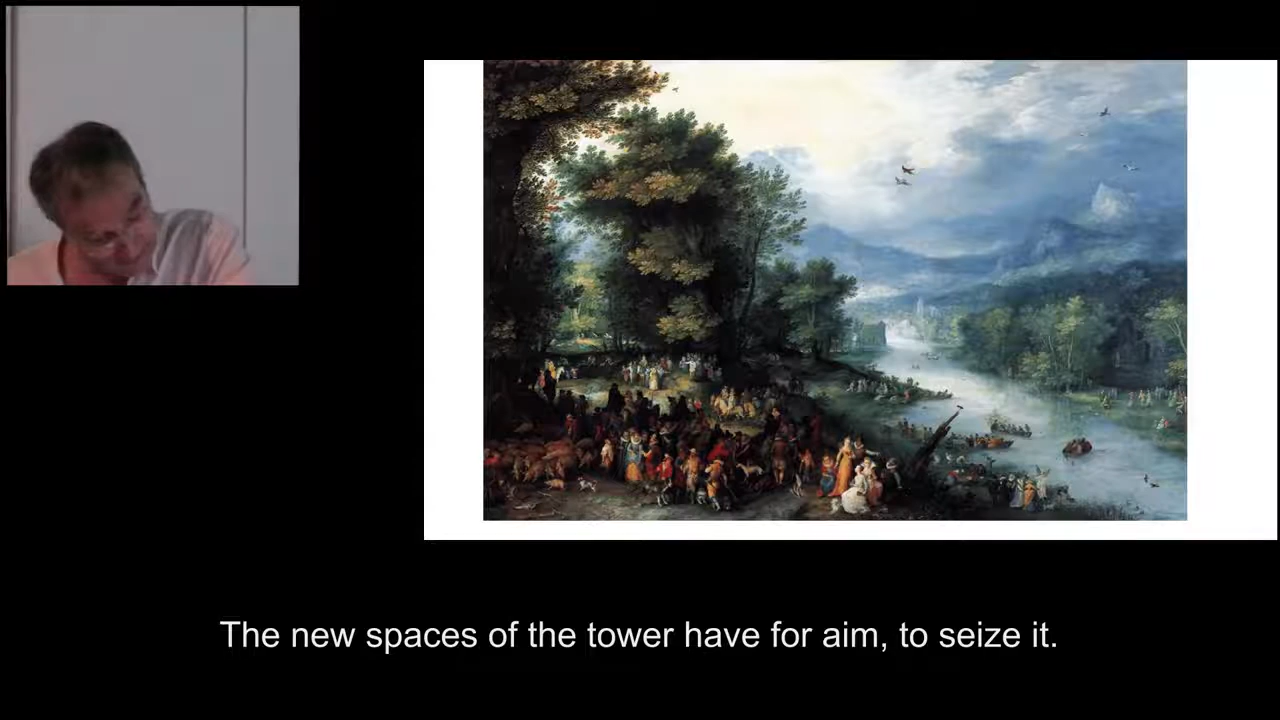 The new spaces of the tower have for aim, to seize it.